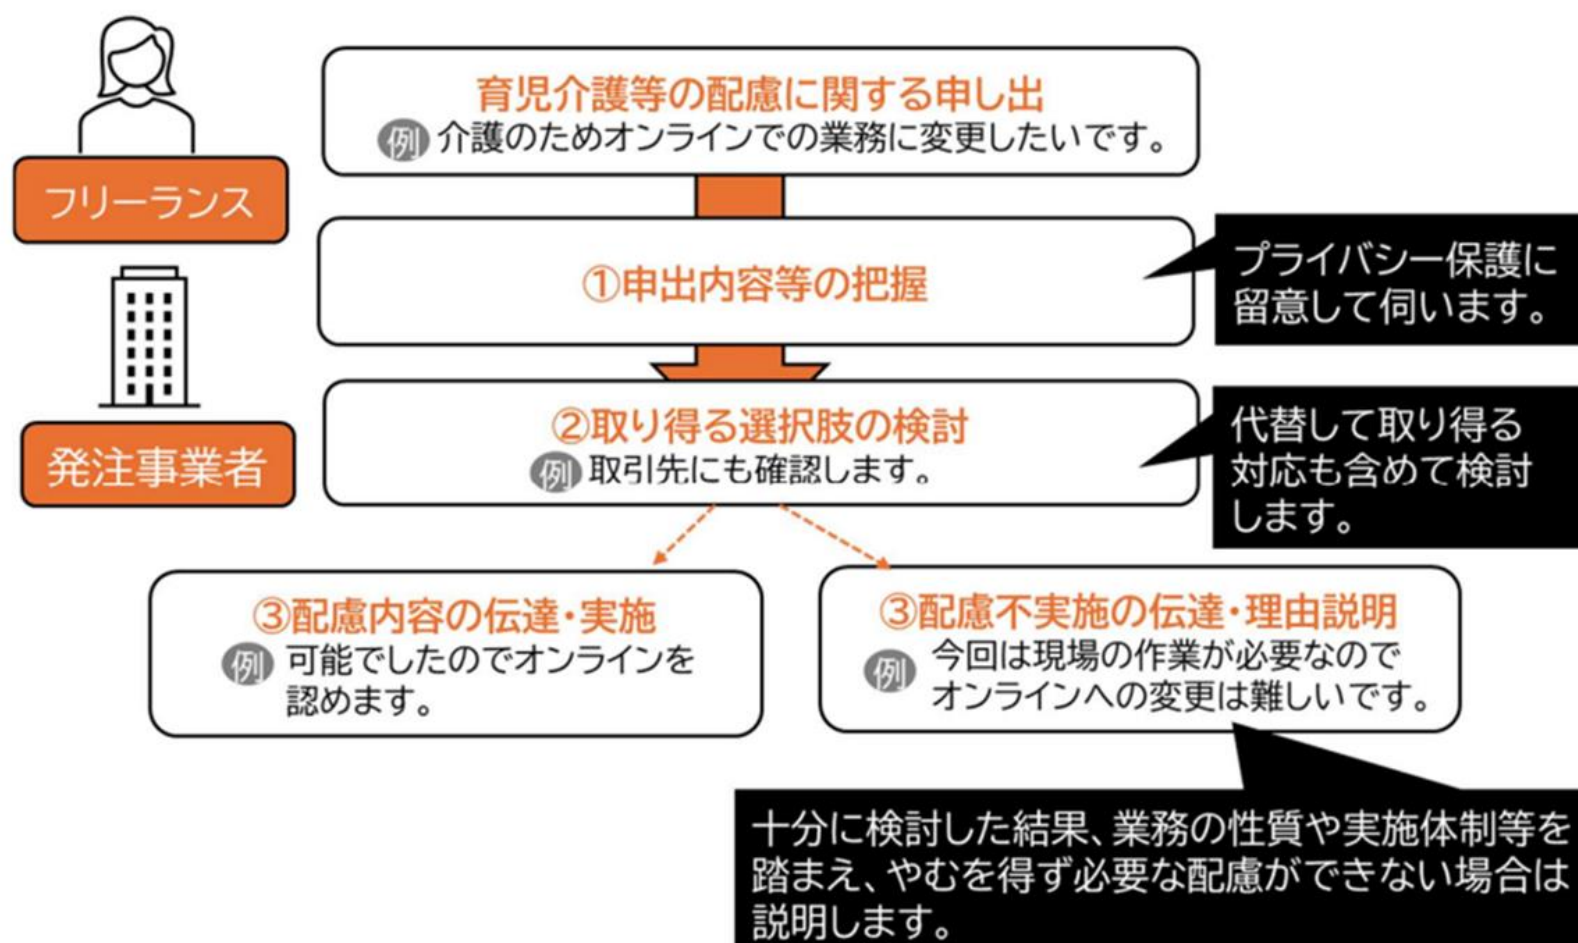 育児介護等の配慮に関する申し出
例 介護のためオンラインでの業務に変更したいです。
フリーランス
①申出内容等の把握
プライバシー保護に
留意して伺います。
発注事業者
②取り得る選択肢の検討
例 取引先にも確認します。
代替して取り得る
対応も含めて検討
します。
③配慮内容の伝達・実施
例 可能でしたのでオンラインを
認めます。
③配慮不実施の伝達・理由説明
例 今回は現場の作業が必要なので
オンラインへの変更は難しいです。
十分に検討した結果、業務の性質や実施体制等を
踏まえ、やむを得ず必要な配慮ができない場合は
説明します。